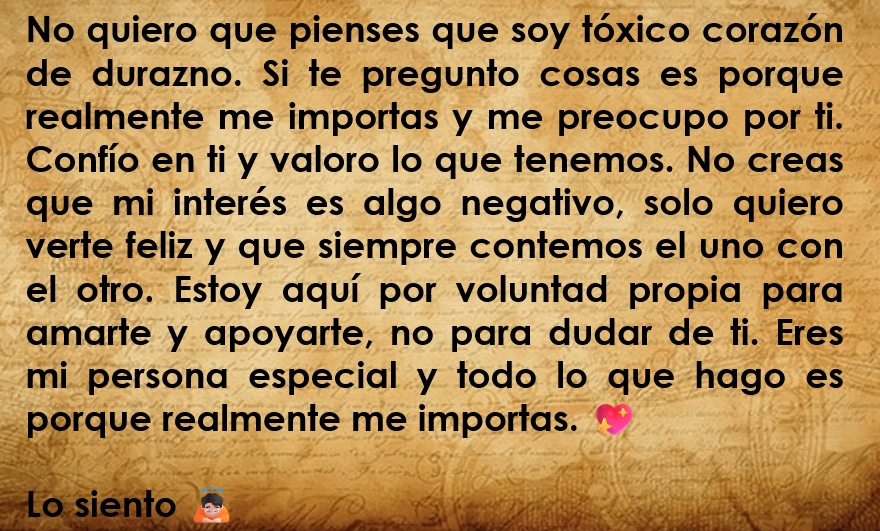 No quiero que pienses que soy tóxico corazón
de durazno. Si te pregunto cosas es porque
realmente me importas y me preocupo por ti.
Confío en ti y valoro lo que tenemos. No creas
que mi interés es algo negativo, solo quiero
verte feliz y que siempre contemos el uno con
el otro. Estoy aquí por voluntad propia para
amarte y apoyarte, no para dudar de ti. Eres
mi persona especial y todo lo que hago es
porque realmente me importas. 💖
Lo siento 🙇